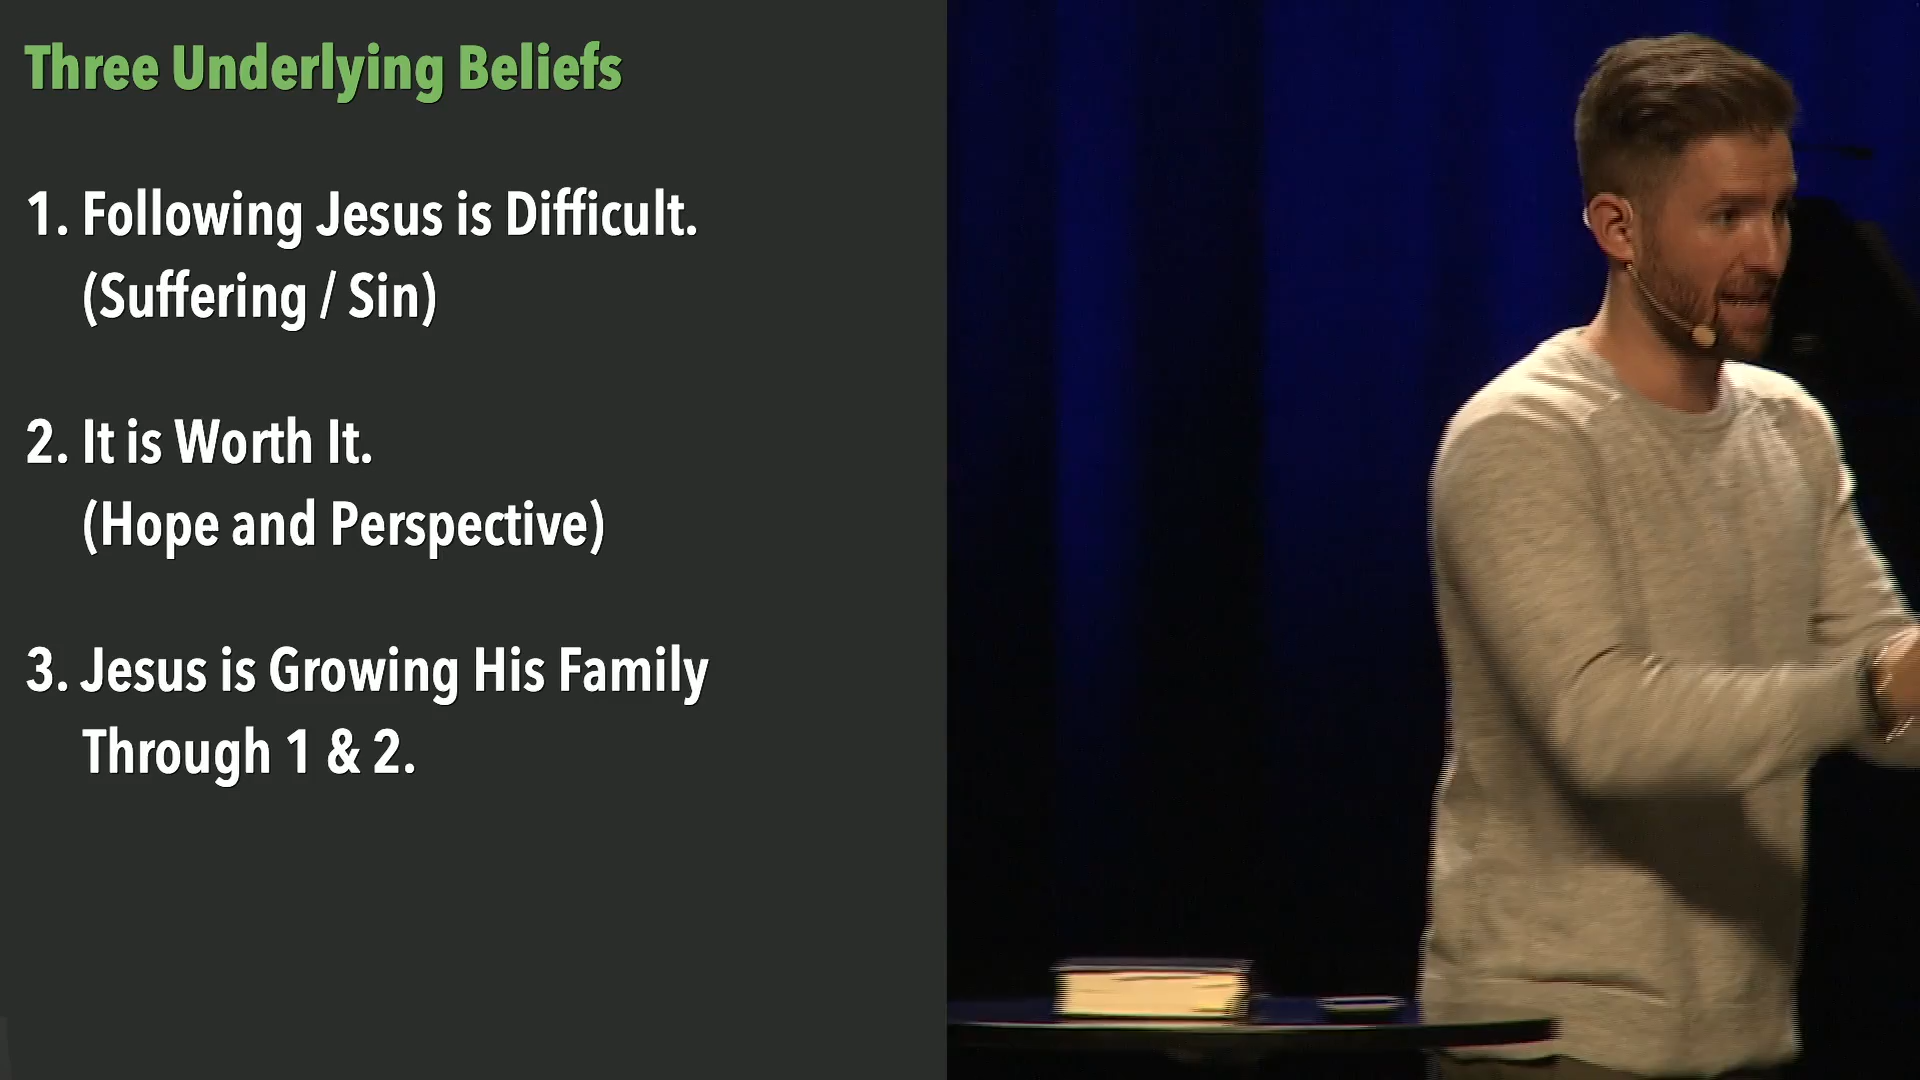 Three Underlying Beliefs
1. Following Jesus is Difficult.
(Suffering / Sin)
2. It is Worth It.
(Hope and Perspective)
3. Jesus is Growing His Family
Through 1 & 2.